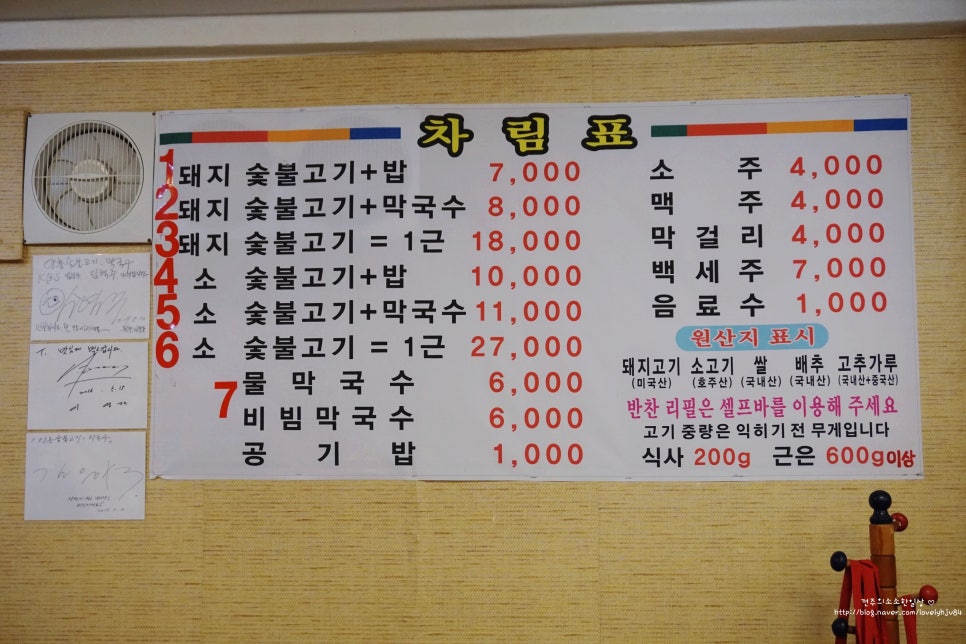 차림표
1 돼지 숯불고기+밥 7,000
2 돼지 숯불고기+막국수 8,000
3 돼지 숯불고기 = 1근 18,000
4 소 숯불고기+밥 10,000
5 소 숯불고기+막국수 11,000
6 소 숯불고기 = 1근 27,000
7 물막국수 6,000
비빔막국수 6,000
공기밥 1,000
소주 4,000
맥주 4,000
막걸리 4,000
백세주 7,000
음료수 1,000
원산지 표시
돼지고기 소고기 쌀 배추 고추가루
(미국산) (호주산) (국내산) (국내산) (국내산+중국산)
반찬 리필은 셀프바를 이용해 주세요
고기 중량은 익히기 전 무게입니다
식사 200g 근은 600g이상
http://blog.naver.com/lovelyhju84